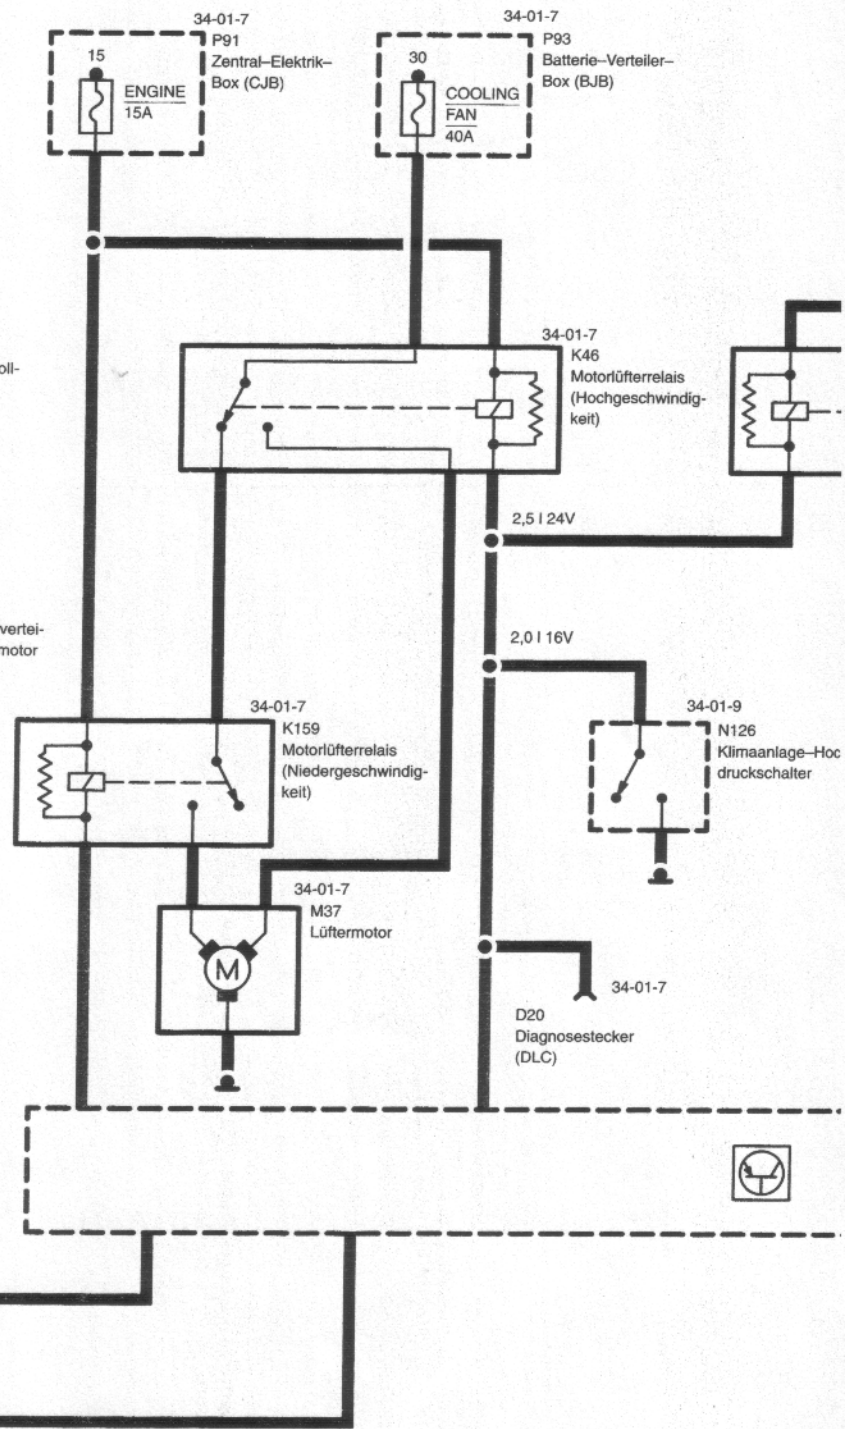 34-01-7
P91
Zentral–Elektrik–
Box (CJB)
15
ENGINE
15A
34-01-7
P93
Batterie–Verteiler–
Box (BJB)
30
COOLING
FAN
40A
34-01-7
K46
Motorlüfterrelais
(Hochgeschwindig-
keit)
oll-
2,5 l 24V
vertei-
motor
2,0 l 16V
34-01-7
K159
Motorlüfterrelais
(Niedergeschwindig-
keit)
34-01-9
N126
Klimaanlage–Hoc
druckschalter
34-01-7
M37
Lüftermotor
M
34-01-7
D20
Diagnosestecker
(DLC)